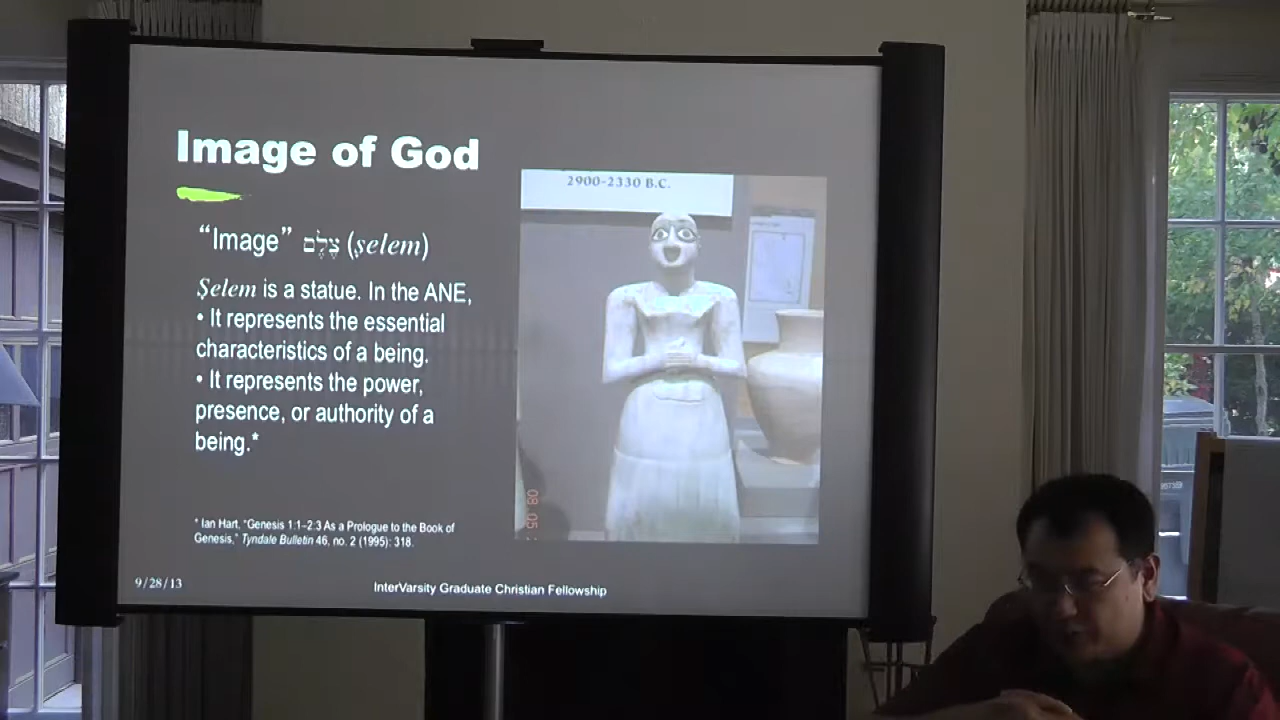 Image of God
“Image” צֶלֶם (ṣelem)
Ṣelem is a statue. In the ANE,
• It represents the essential
characteristics of a being.
• It represents the power,
presence, or authority of a
being.*
* Ian Hart, “Genesis 1:1–2:3 As a Prologue to the Book of
Genesis,” Tyndale Bulletin 46, no. 2 (1995): 318.
2900-2330 B.C.
9/28/13
InterVarsity Graduate Christian Fellowship